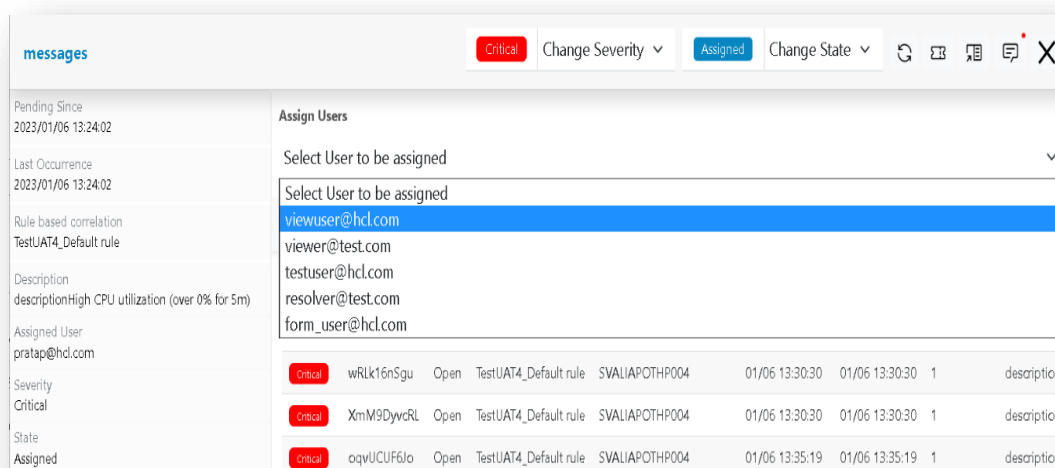 messages
Critical Change Severity Assigned Change State
Pending Since
2023/01/06 13:24:02
Last Occurrence
2023/01/06 13:24:02
Rule based correlation
TestUAT4_Default rule
Description
descriptionHigh CPU utilization (over 0% for 5m)
Assigned User
pratap@hcl.com
Severity
Critical
State
Assigned
Assign Users
Select User to be assigned
Select User to be assigned
viewuser@hcl.com
viewer@test.com
testuser@hcl.com
resolver@test.com
form_user@hcl.com
Critical wRLk16nSgu Open TestUAT4_Default rule SVALIAPOTHP004 01/06 13:30:30 01/06 13:30:30 1 descriptio
Critical XmM9DyvcRL Open TestUAT4_Default rule SVALIAPOTHP004 01/06 13:30:30 01/06 13:30:30 1 descriptio
Critical oqvUCUF6Jo Open TestUAT4_Default rule SVALIAPOTHP004 01/06 13:35:19 01/06 13:35:19 1 descriptio